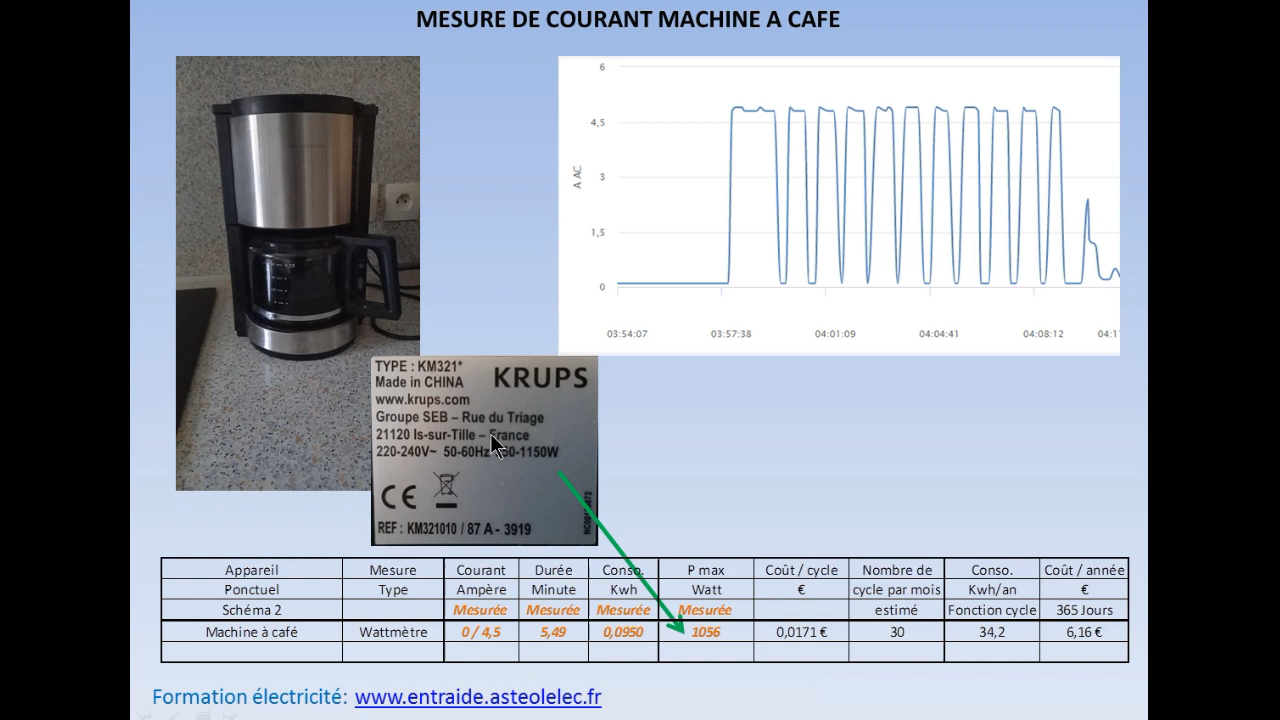 MESURE DE COURANT MACHINE A CAFE
6
4,5
3
1,5
0
A AC
03:54:07
03:57:38
04:01:09
04:04:41
04:08:12
TYPE : KM321*
Made in CHINA
KRUPS
www.krups.com
Groupe SEB – Rue du Triage
21120 Is-sur-Tille – France
220-240V~ 50-60Hz 50-1150W
CE
REF : KM321010 / 87 A - 3919
Appareil Mesure Courant Durée Conso. P max Coût / cycle Nombre de Conso. Coût / année
Ponctuel Type Ampère Minute Kwh Watt € cycle par mois Kwh/an €
Schéma 2 Mesurée Mesurée Mesurée Mesurée estimé Fonction cycle 365 Jours
Machine à café Wattmètre 0 / 4,5 5,49 0,0950 1056 0,0171 € 30 34,2 6,16 €
Formation électricité: www.entraide.asteolelec.fr